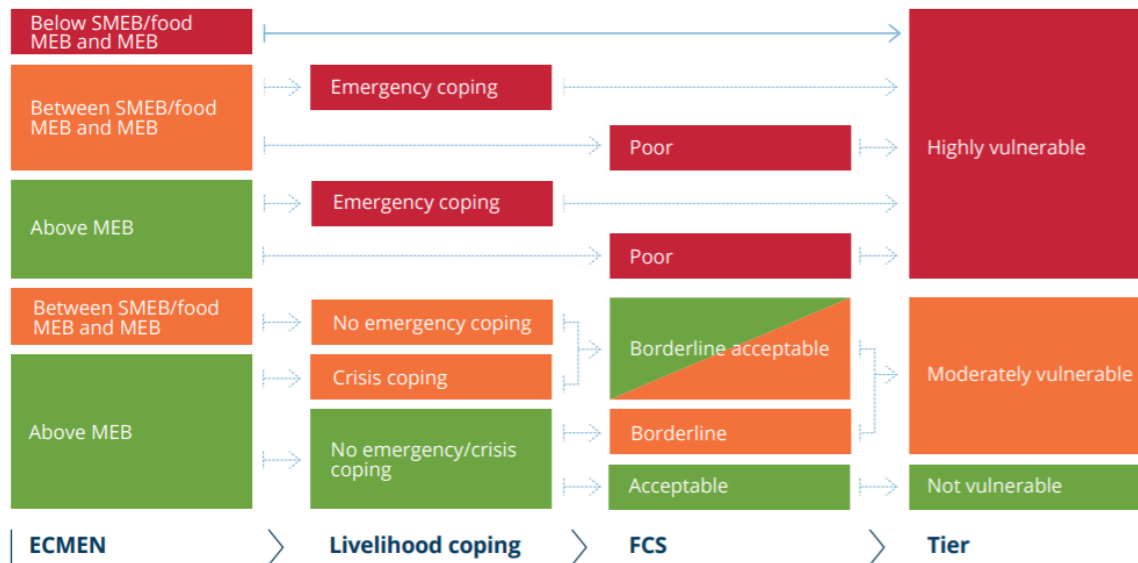 Below SMEB/food
MEB and MEB
Between SMEB/food
MEB and MEB
Emergency coping
Poor
Highly vulnerable
Above MEB
Emergency coping
Poor
Between SMEB/food
MEB and MEB
No emergency coping
Borderline acceptable
Crisis coping
Moderately vulnerable
Above MEB
No emergency/crisis
coping
Borderline
Acceptable
Not vulnerable
ECMEN
Livelihood coping
FCS
Tier